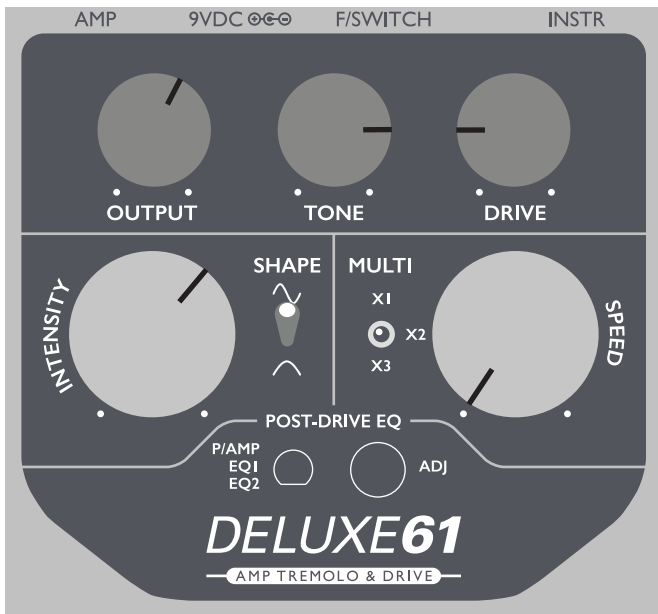 AMP 9VDC F/SWITCH INSTR
OUTPUT TONE DRIVE
SHAPE MULTI
X1
INTENSITY X2 SPEED
X3
POST-DRIVE EQ
P/AMP
EQ1 ADJ
EQ2
DELUXE61
AMP TREMOLO & DRIVE